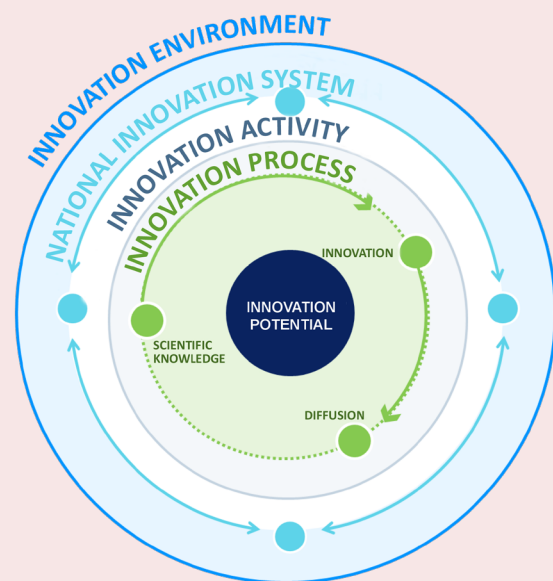 INNOVATION ENVIRONMENT
NATIONAL INNOVATION SYSTEM
INNOVATION ACTIVITY
INNOVATION PROCESS
INNOVATION
INNOVATION
POTENTIAL
SCIENTIFIC
KNOWLEDGE
DIFFUSION